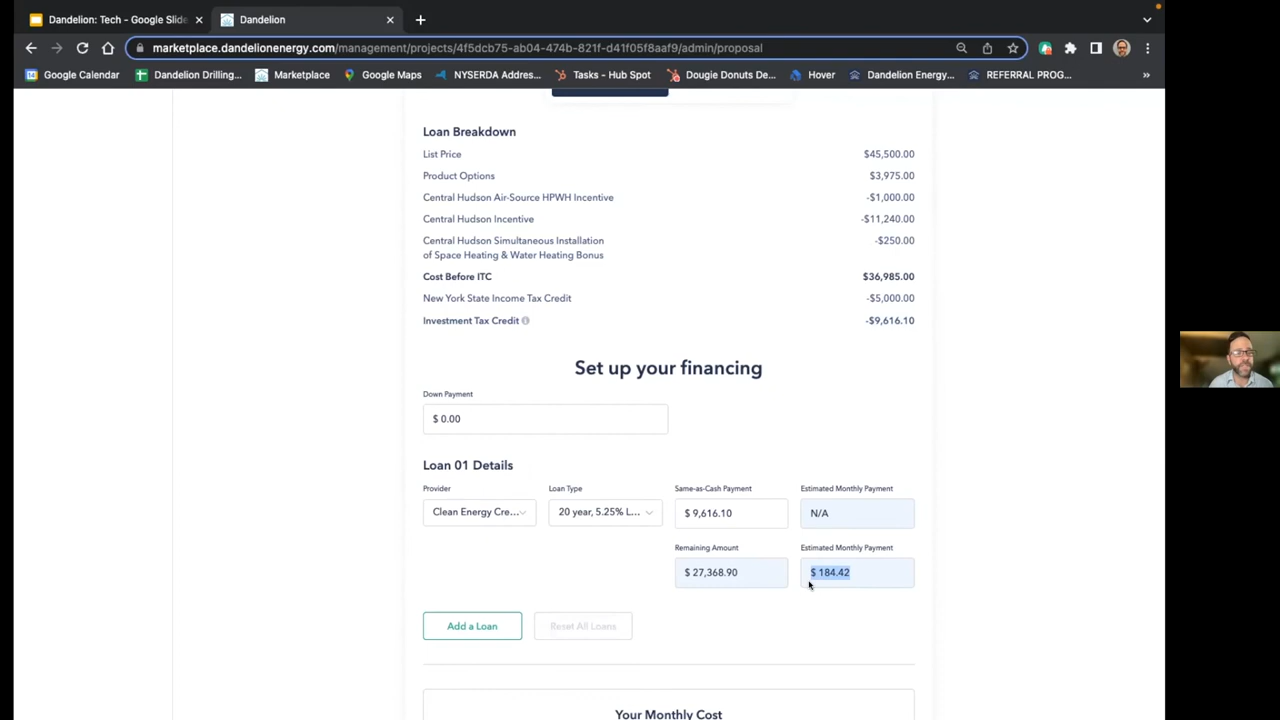 Dandelion: Tech - Google Slide
Dandelion
marketplace.dandelionenergy.com/management/projects/4f5dcb75-ab04-474b-821f-d41f05f8aaf9/admin/proposal
Google Calendar
Dandelion Drilling...
Marketplace
Google Maps
NYSERDA Addres...
Tasks - Hub Spot
Dougie Donuts De...
Hover
Dandelion Energy,...
REFERRAL PROG...
»
Loan Breakdown
List Price $45,500.00
Product Options $3,975.00
Central Hudson Air-Source HPWH Incentive -$1,000.00
Central Hudson Incentive -$11,240.00
Central Hudson Simultaneous Installation -$250.00
of Space Heating & Water Heating Bonus
Cost Before ITC $36,985.00
New York State Income Tax Credit -$5,000.00
Investment Tax Credit -$9,616.10
Set up your financing
Down Payment
$ 0.00
Loan 01 Details
Provider Loan Type Same-as-Cash Payment Estimated Monthly Payment
Clean Energy Cre... 20 year, 5.25% L... $ 9,616.10 N/A
Remaining Amount Estimated Monthly Payment
$ 27,368.90 $ 184.42
Add a Loan Reset All Loans
Your Monthly Cost